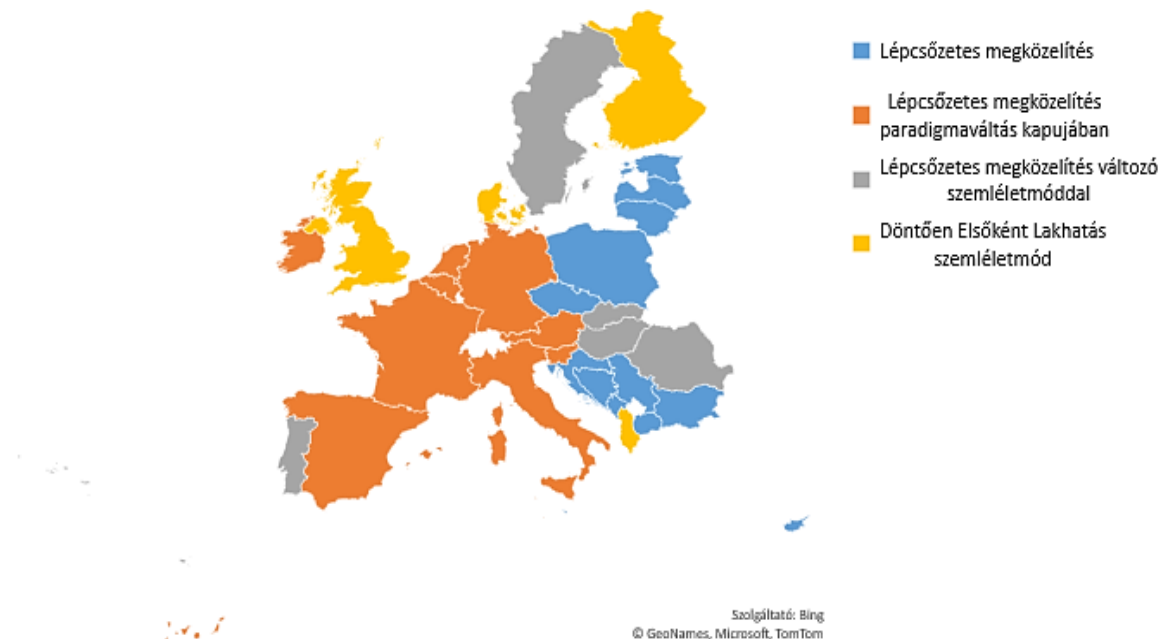 Lépcsőzetes megközelítés
Lépcsőzetes megközelítés
paradigmaváltás kapujában
Lépcsőzetes megközelítés változó
szemléletmóddal
Döntően Elsőként Lakhatás
szemléletmód
Szolgáltató: Bing
© GeoNames, Microsoft, TomTom